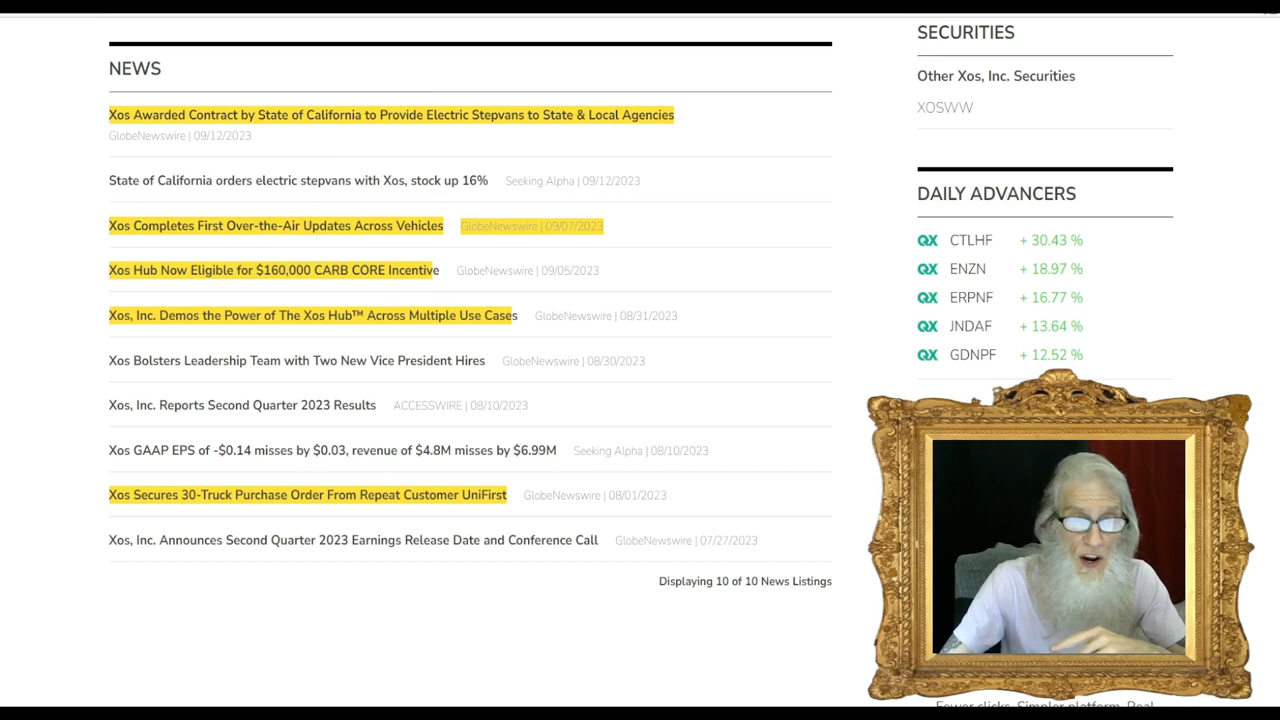 NEWS
Xos Awarded Contract by State of California to Provide Electric Stepvans to State & Local Agencies
GlobeNewswire | 09/12/2023
State of California orders electric stepvans with Xos, stock up 16% Seeking Alpha | 09/12/2023
Xos Completes First Over-the-Air Updates Across Vehicles GlobeNewswire | 09/07/2023
Xos Hub Now Eligible for $160,000 CARB CORE Incentive GlobeNewswire | 09/05/2023
Xos, Inc. Demos the Power of The Xos Hub™ Across Multiple Use Cases GlobeNewswire | 08/31/2023
Xos Bolsters Leadership Team with Two New Vice President Hires GlobeNewswire | 08/30/2023
Xos, Inc. Reports Second Quarter 2023 Results ACCESSWIRE | 08/10/2023
Xos GAAP EPS of -$0.14 misses by $0.03, revenue of $4.8M misses by $6.99M Seeking Alpha | 08/10/2023
Xos Secures 30-Truck Purchase Order From Repeat Customer UniFirst GlobeNewswire | 08/01/2023
Xos, Inc. Announces Second Quarter 2023 Earnings Release Date and Conference Call GlobeNewswire | 07/27/2023
Displaying 10 of 10 News Listings
SECURITIES
Other Xos, Inc. Securities
XOSWW
DAILY ADVANCERS
QX CTLHF + 30.43 %
QX ENZN + 18.97 %
QX ERPNF + 16.77 %
QX JNDAF + 13.64 %
QX GDNPF + 12.52 %
Fewer clicks. Simpler platform. Real